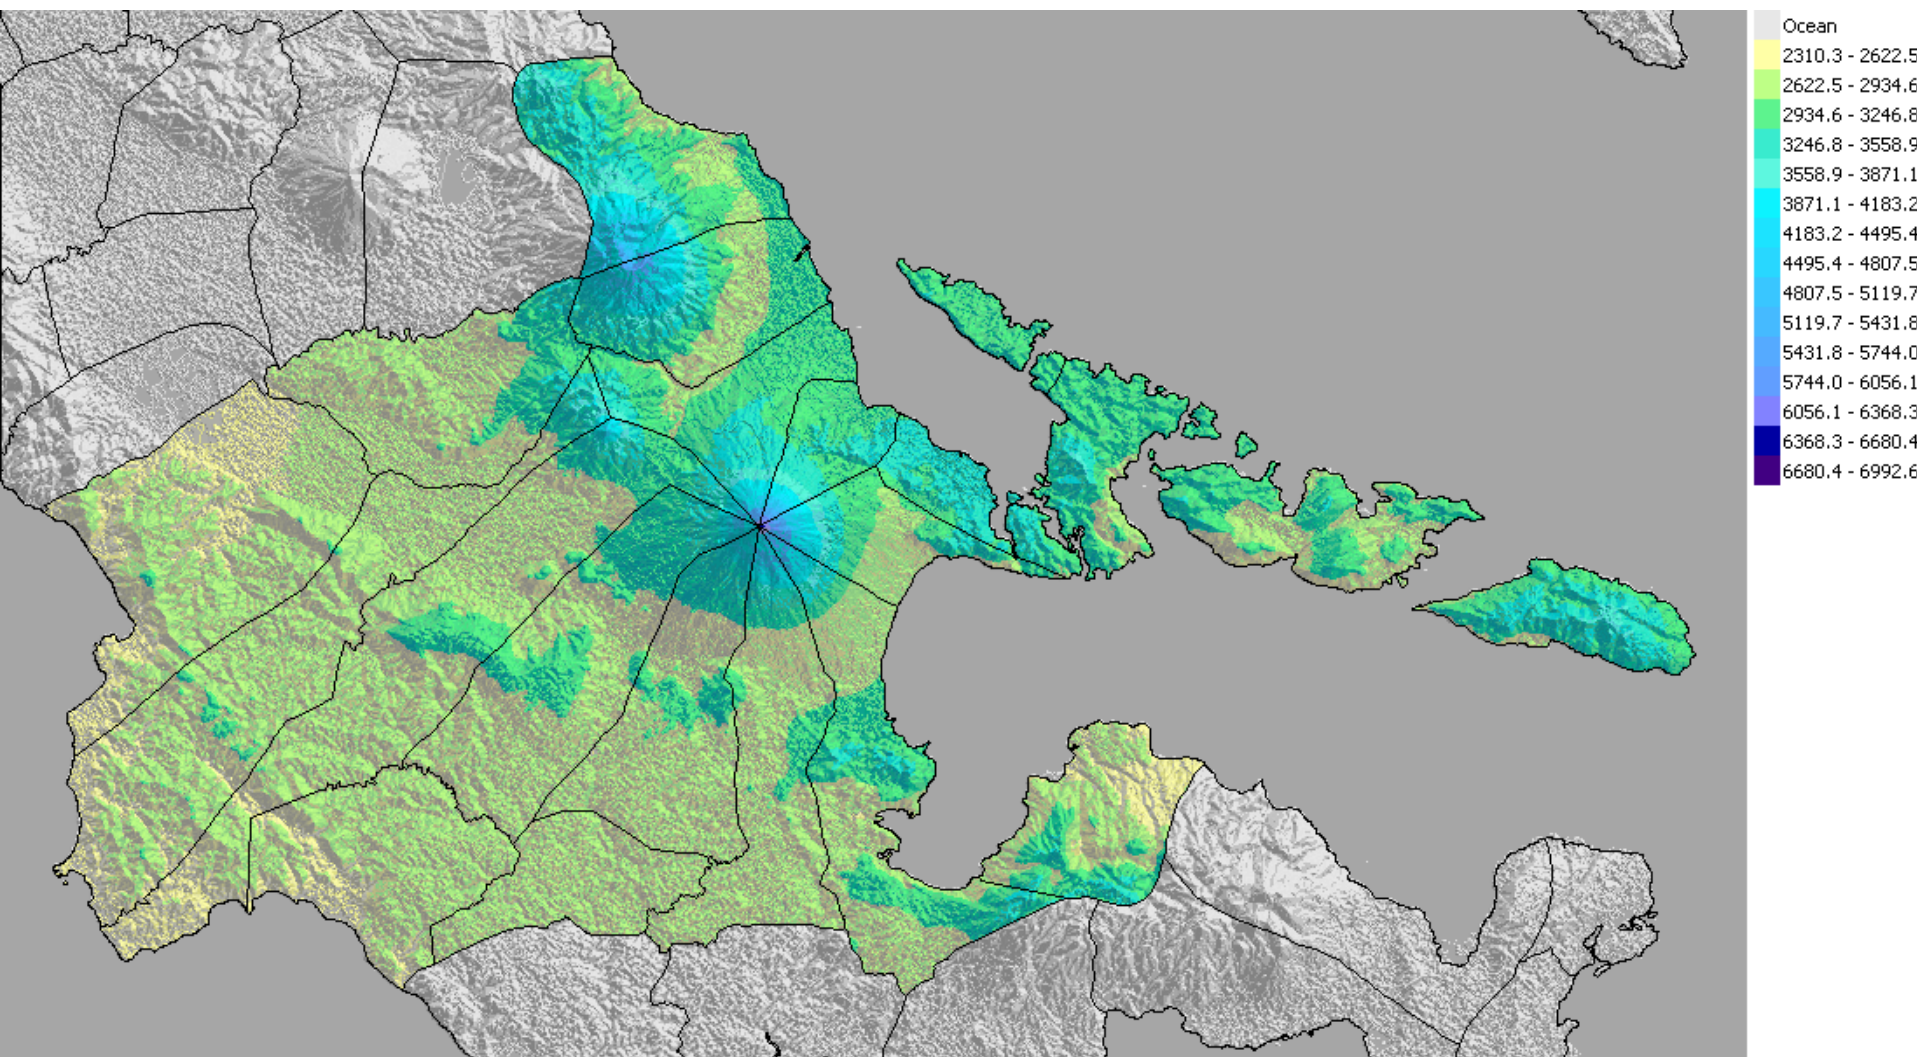 Ocean
2310.3 - 2622.5
2622.5 - 2934.6
2934.6 - 3246.8
3246.8 - 3558.9
3558.9 - 3871.1
3871.1 - 4183.2
4183.2 - 4495.4
4495.4 - 4807.5
4807.5 - 5119.7
5119.7 - 5431.8
5431.8 - 5744.0
5744.0 - 6056.1
6056.1 - 6368.3
6368.3 - 6680.4
6680.4 - 6992.6